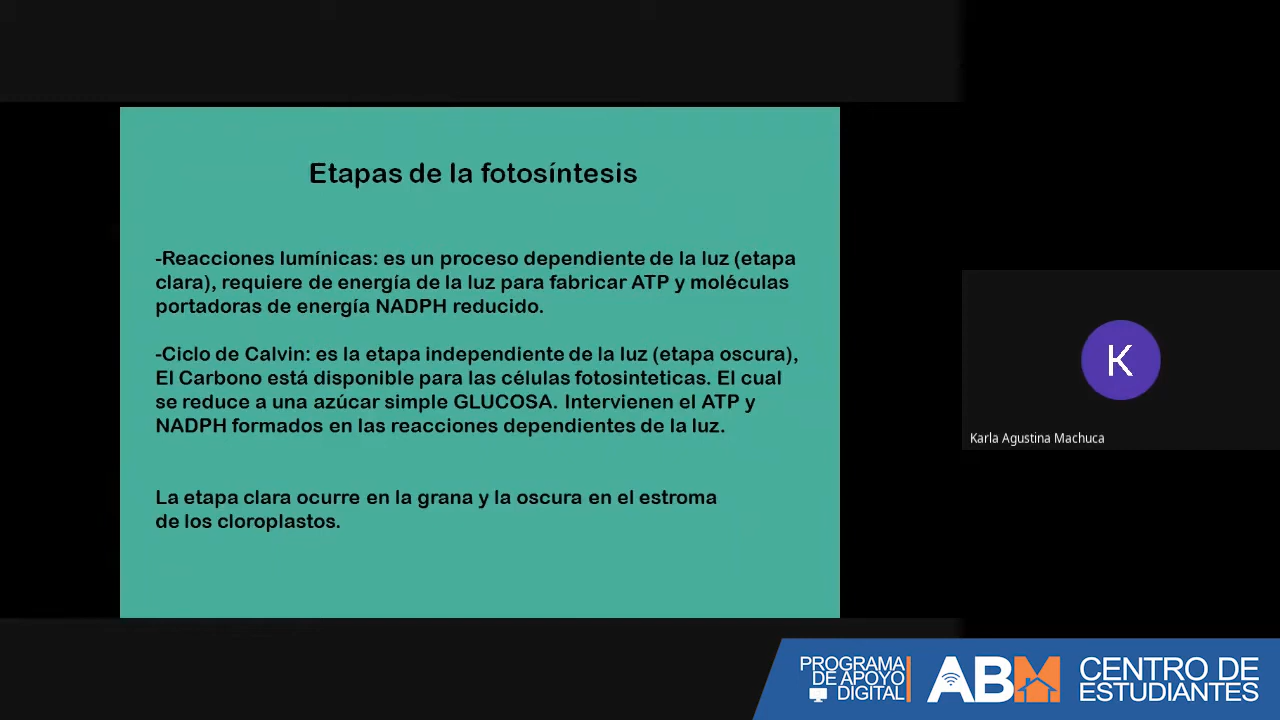 Etapas de la fotosíntesis
-Reacciones lumínicas: es un proceso dependiente de la luz (etapa
clara), requiere de energía de la luz para fabricar ATP y moléculas
portadoras de energía NADPH reducido.
-Ciclo de Calvin: es la etapa independiente de la luz (etapa oscura),
El Carbono está disponible para las células fotosinteticas. El cual
se reduce a una azúcar simple GLUCOSA. Intervienen el ATP y
NADPH formados en las reacciones dependientes de la luz.
La etapa clara ocurre en la grana y la oscura en el estroma
de los cloroplastos.
K
Karla Agustina Machuca
PROGRAMA
DE APOYO
DIGITAL
ABM
CENTRO DE
ESTUDIANTES